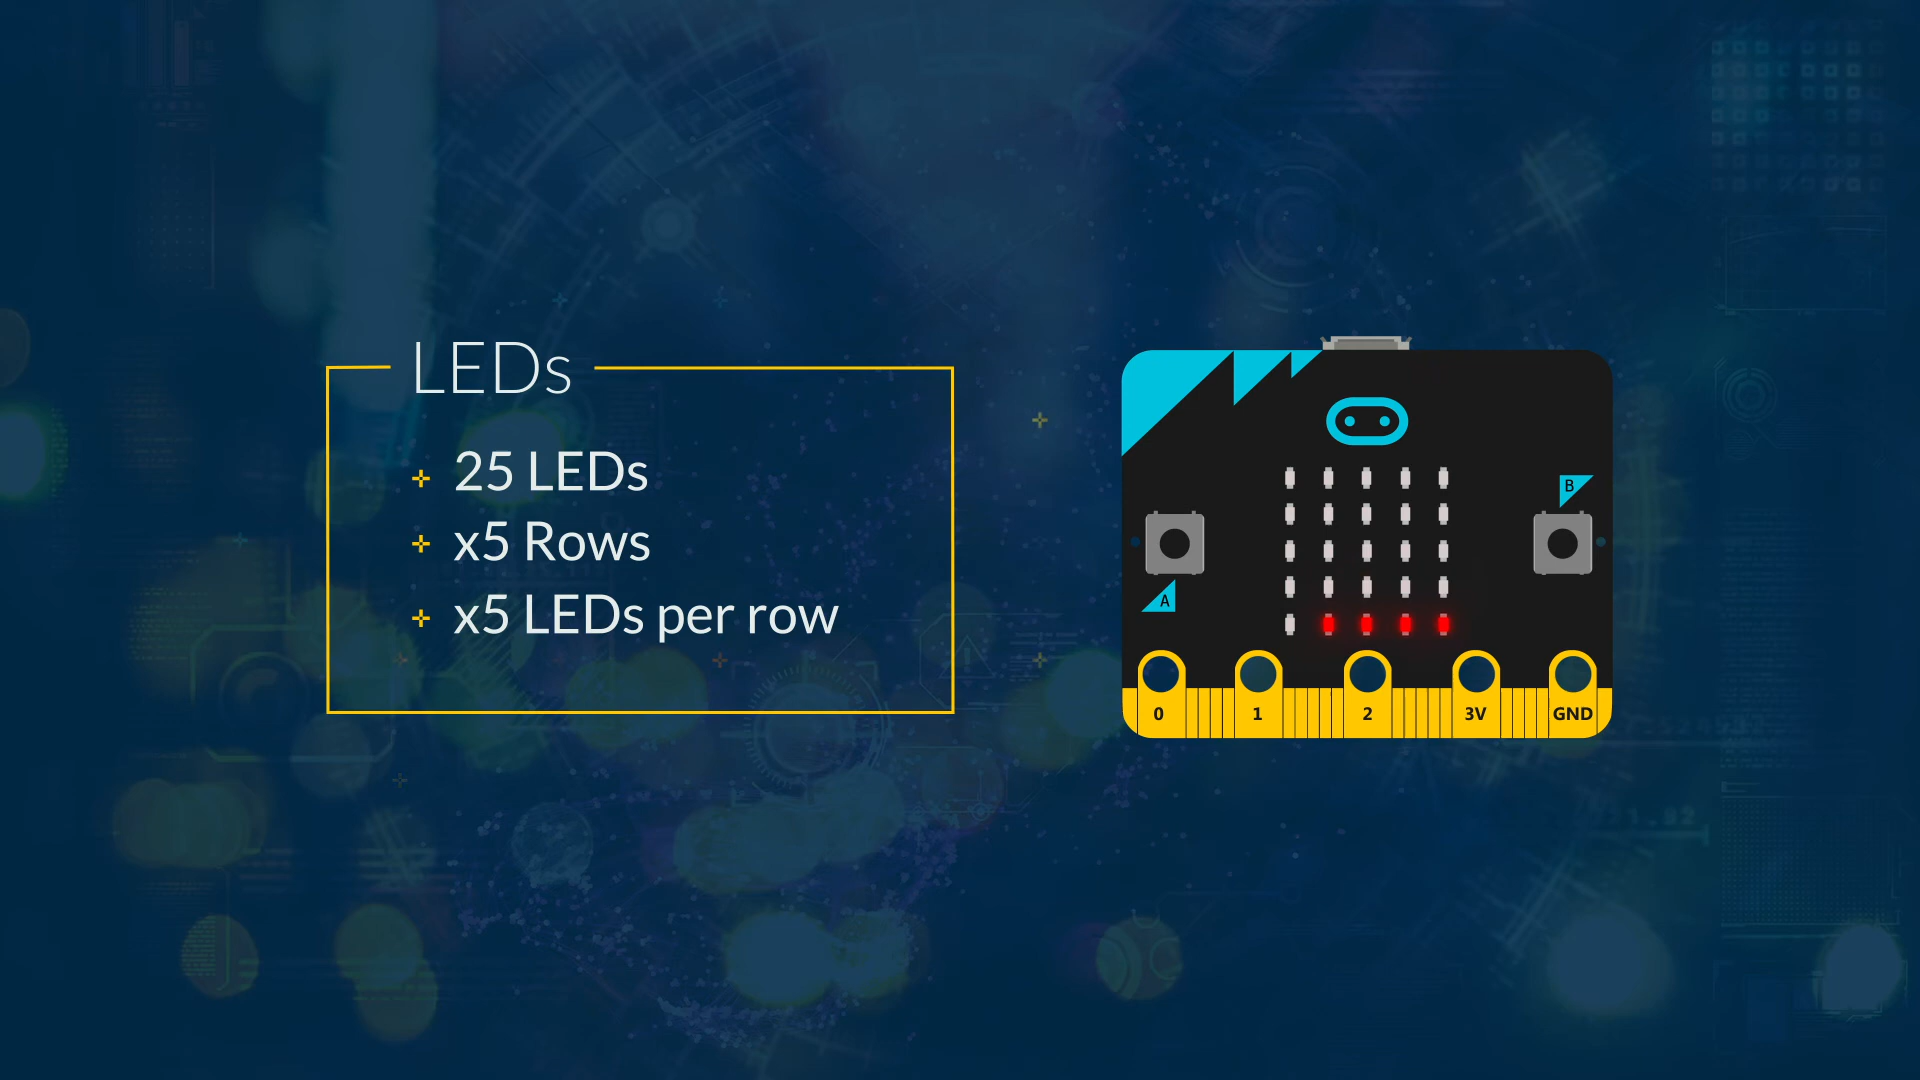 LEDs
25 LEDs
x5 Rows
x5 LEDs per row
B
A
0 1 2 3V GND